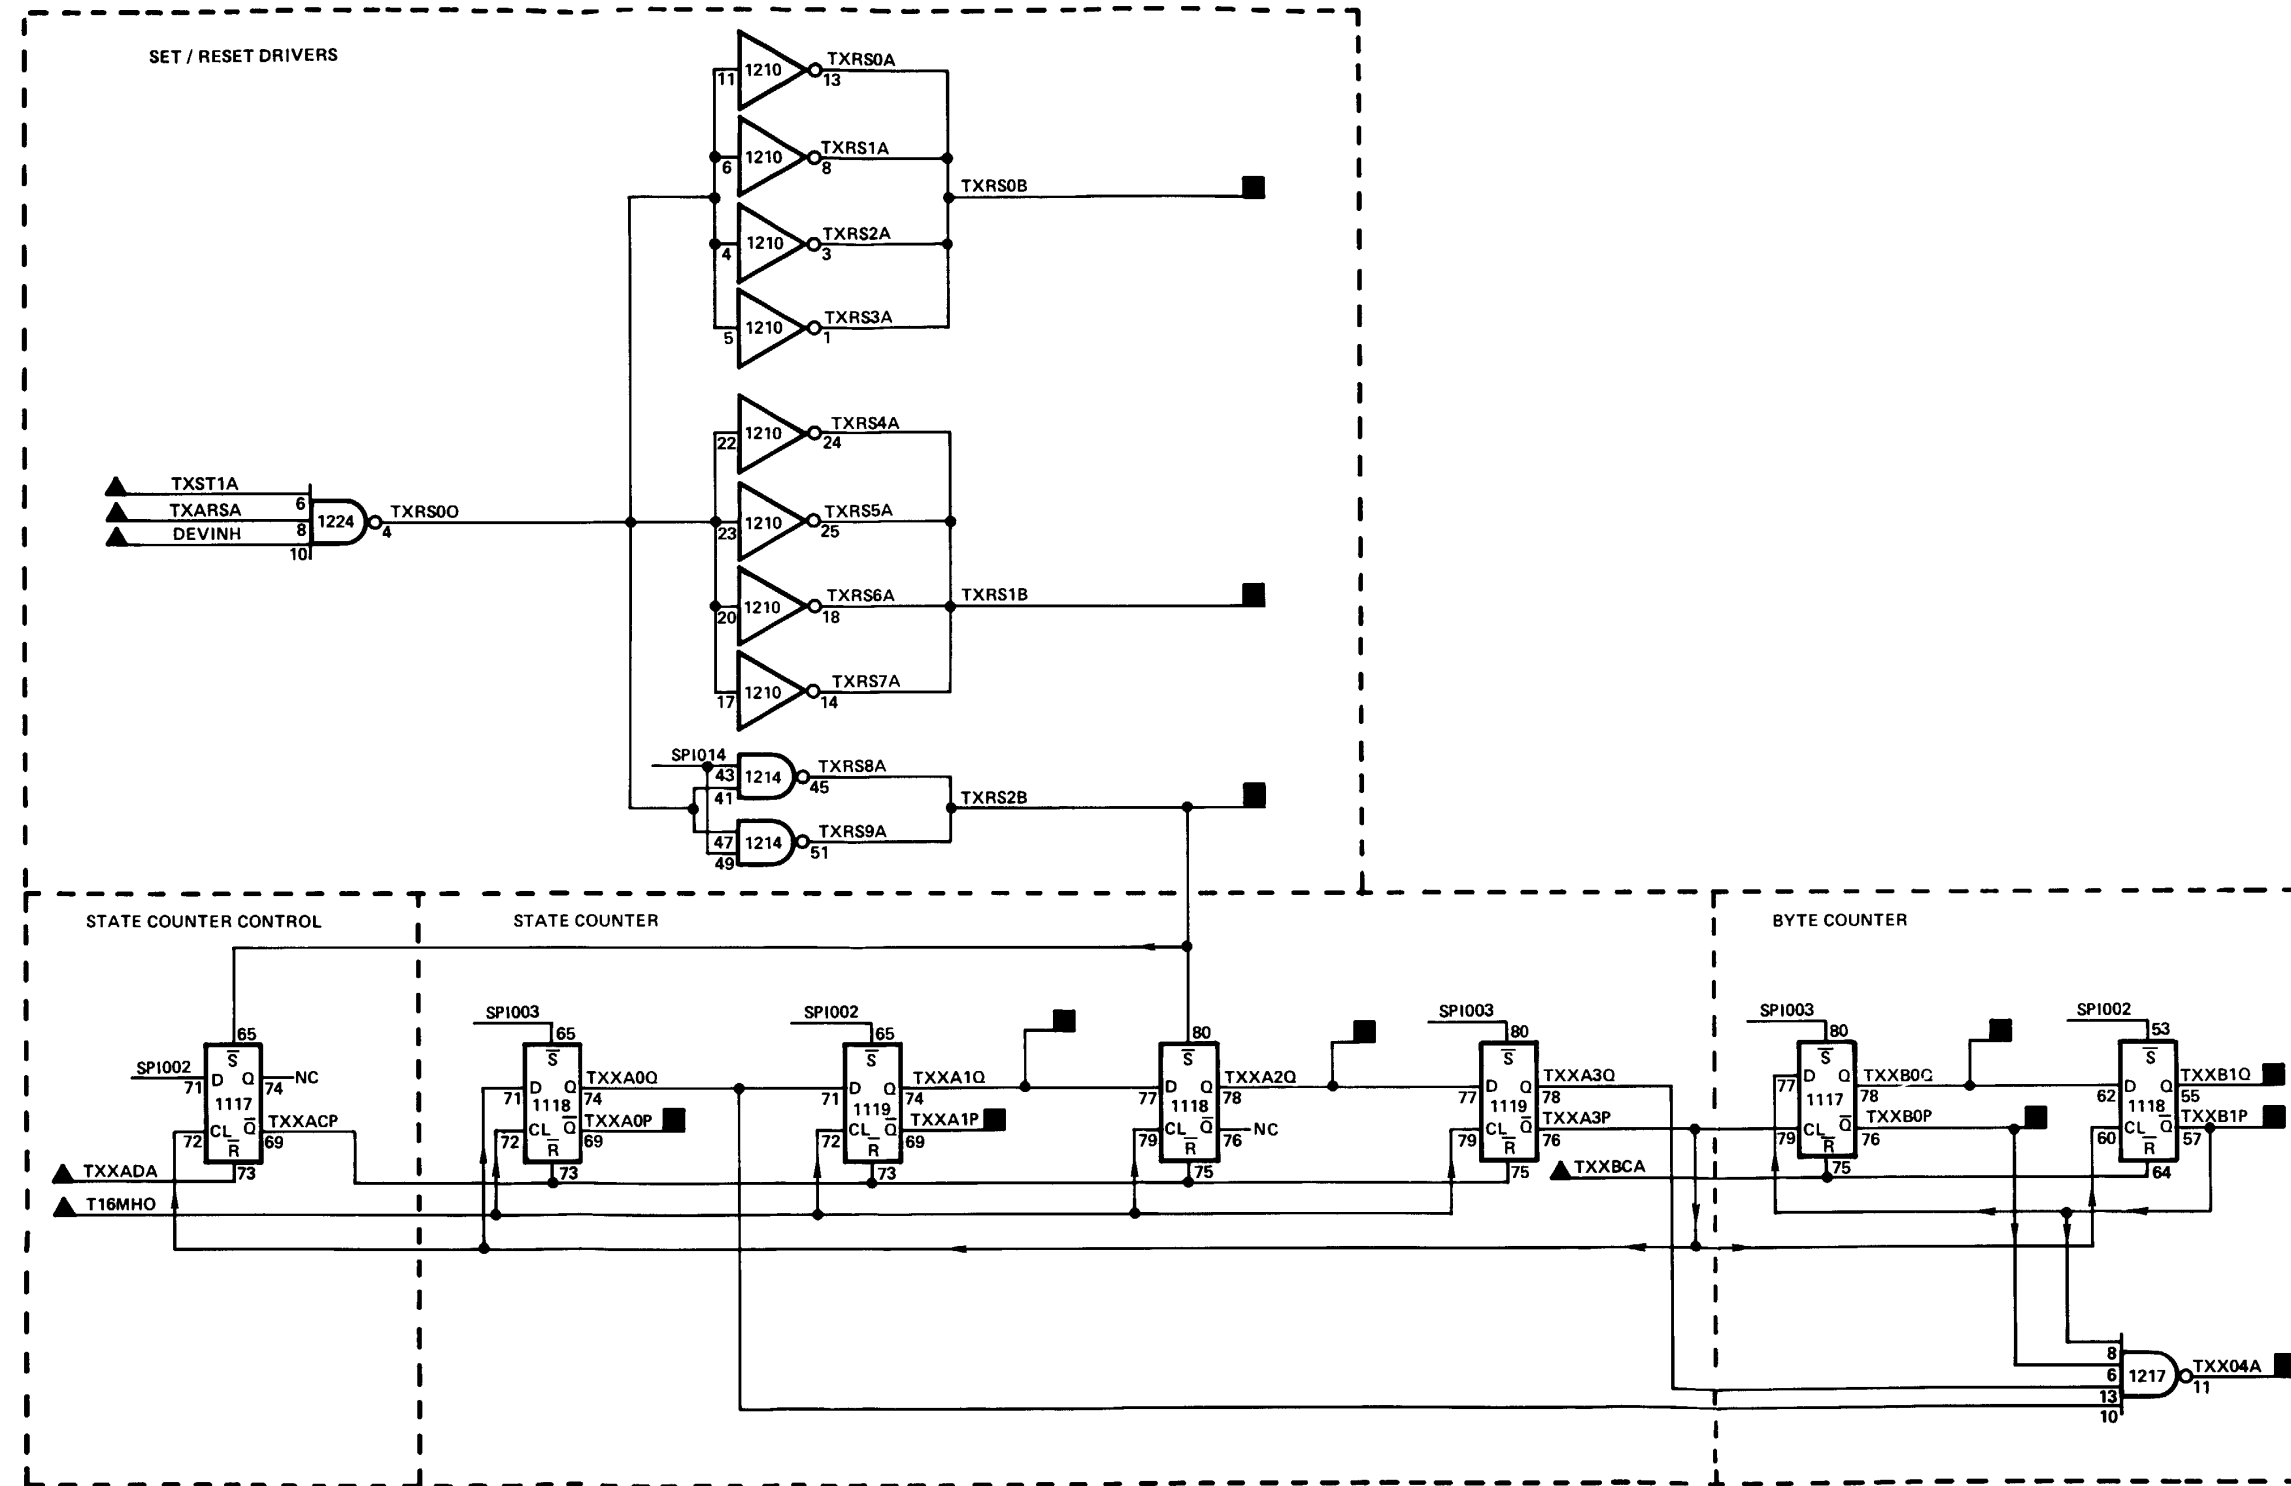 SET / RESET DRIVERS
11 1210 TXRS0A 13
6 1210 TXRS1A 8
TXRS0B
4 1210 TXRS2A 3
5 1210 TXRS3A 1
22 1210 TXRS4A 24
TXST1A 6
TXARSA 8
DEVINH 10
1224 4 TXRS0O
23 1210 TXRS5A 25
20 1210 TXRS6A 18
TXRS1B
17 1210 TXRS7A 14
SPI014
43 41 1214 TXRS8A 45
TXRS2B
47 49 1214 TXRS9A 51
STATE COUNTER CONTROL
65
S
SPI002 71 D Q 74 NC
1117
72 CL Q 69 TXXACP
R
73
TXXADA
T16MHO
STATE COUNTER
SPI003 65
S
71 D Q 74 TXXA0Q
1118
72 CL Q 69 TXXA0P
R
73
SPI002 65
S
71 D Q 74 TXXA1Q
1119
72 CL Q 69 TXXA1P
R
73
80
S
77 D Q 78 TXXA2Q
1118
79 CL Q 76 NC
R
75
SPI003 80
S
77 D Q 78 TXXA3Q
1119
79 CL Q 76 TXXA3P
R
75
BYTE COUNTER
TXXBCA
SPI003 80
S
77 D Q 78 TXXB0Q
1117
79 CL Q 76 TXXB0P
R
75
SPI002 53
S
62 D Q 55 TXXB1Q
1118
60 CL Q 57 TXXB1P
R
64
8
6
13
10
1217 TXX04A
11